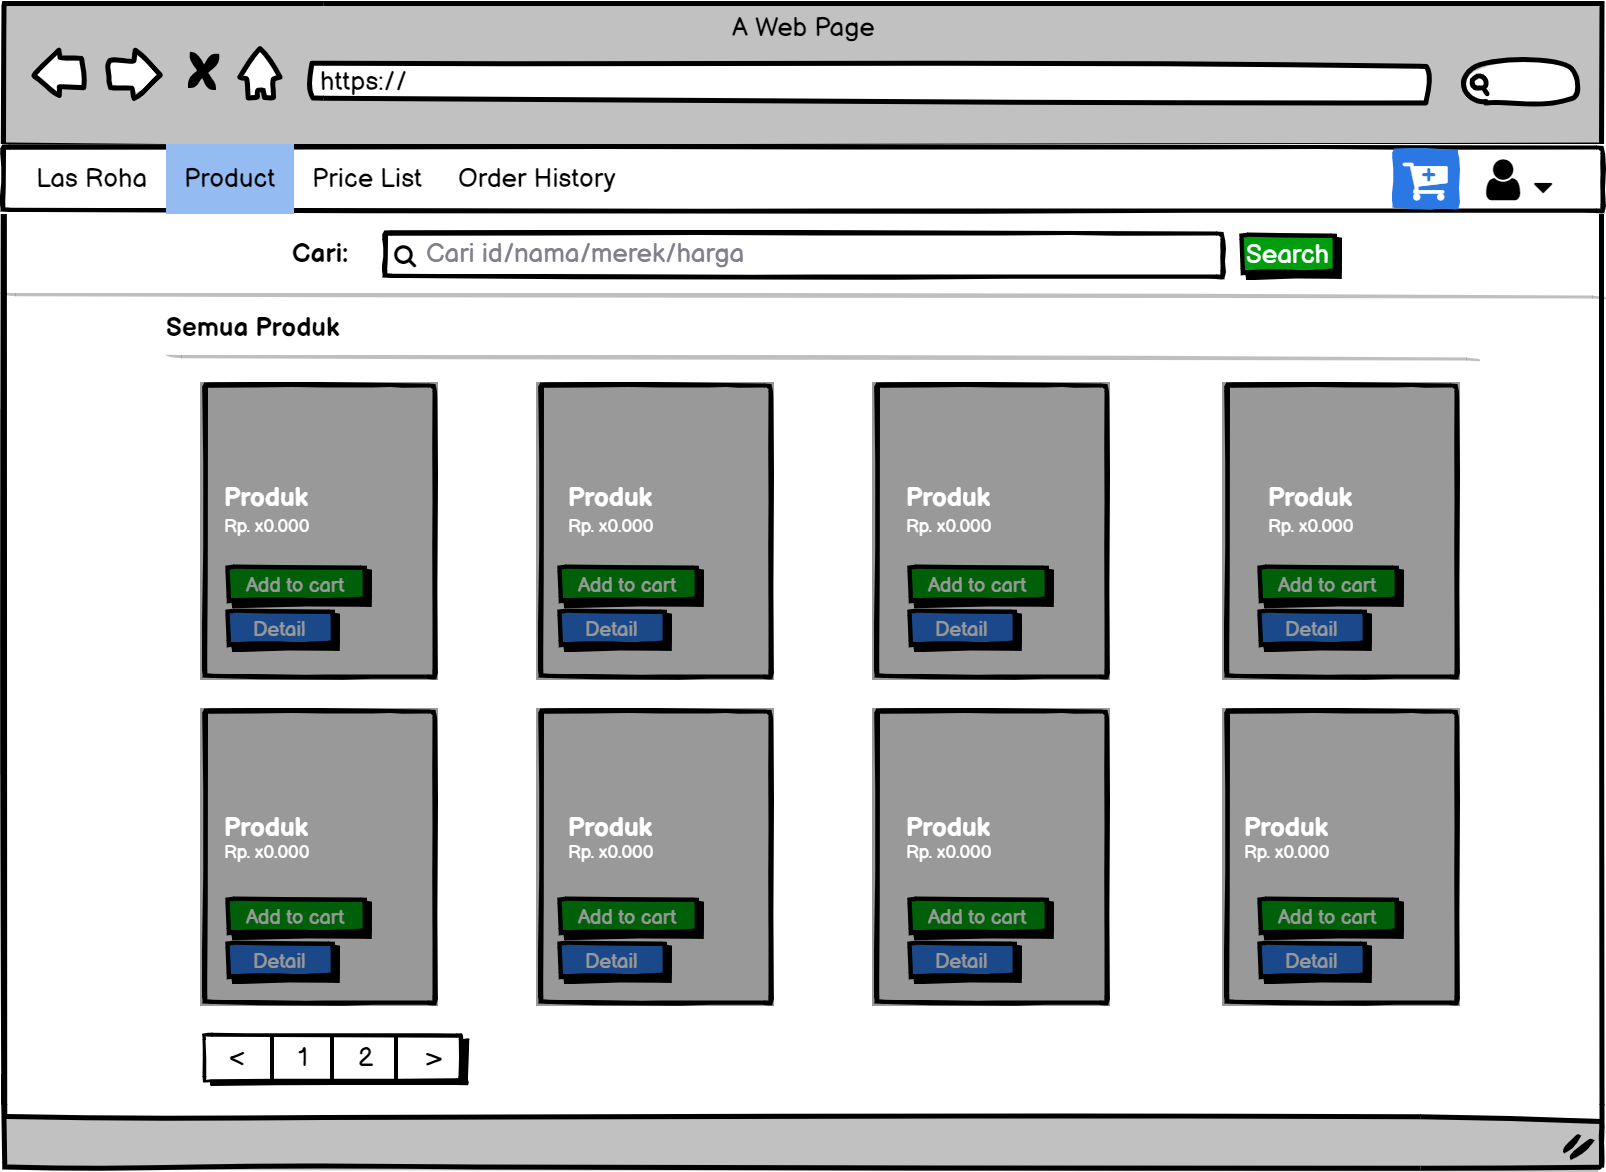 A Web Page
https://
Las Roha Product Price List Order History
Cari: Cari id/nama/merek/harga Search
Semua Produk
Produk Produk Produk Produk
Rp. x0.000 Rp. x0.000 Rp. x0.000 Rp. x0.000
Add to cart Add to cart Add to cart Add to cart
Detail Detail Detail Detail
Produk Produk Produk Produk
Rp. x0.000 Rp. x0.000 Rp. x0.000 Rp. x0.000
Add to cart Add to cart Add to cart Add to cart
Detail Detail Detail Detail
< 1 2 >